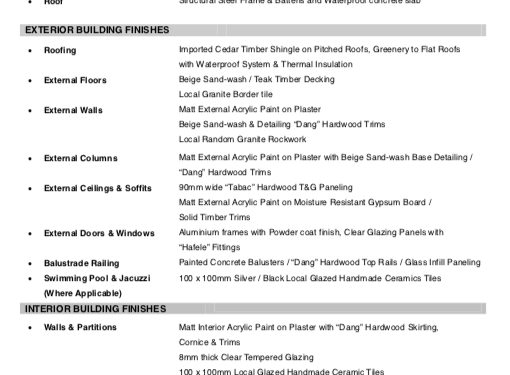 • Roof Structural Steel Frame & Battens and Waterproof concrete slab
EXTERIOR BUILDING FINISHES
• Roofing Imported Cedar Timber Shingle on Pitched Roofs, Greenery to Flat Roofs
with Waterproof System & Thermal Insulation
• External Floors Beige Sand-wash / Teak Timber Decking
Local Granite Border tile
• External Walls Matt External Acrylic Paint on Plaster
Beige Sand-wash & Detailing “Dang” Hardwood Trims
Local Random Granite Rockwork
• External Columns Matt External Acrylic Paint on Plaster with Beige Sand-wash Base Detailing /
“Dang” Hardwood Trims
• External Ceilings & Soffits 90mm wide “Tabac” Hardwood T&G Paneling
Matt External Acrylic Paint on Moisture Resistant Gypsum Board /
Solid Timber Trims
• External Doors & Windows Aluminium frames with Powder coat finish, Clear Glazing Panels with
“Hafele” Fittings
• Balustrade Railing Painted Concrete Balusters / “Dang” Hardwood Top Rails / Glass Infill Paneling
• Swimming Pool & Jacuzzi 100 x 100mm Silver / Black Local Glazed Handmade Ceramics Tiles
(Where Applicable)
INTERIOR BUILDING FINISHES
• Walls & Partitions Matt Interior Acrylic Paint on Plaster with “Dang” Hardwood Skirting,
Cornice & Trims
8mm thick Clear Tempered Glazing
100 x 100mm Local Glazed Handmade Ceramic Tiles